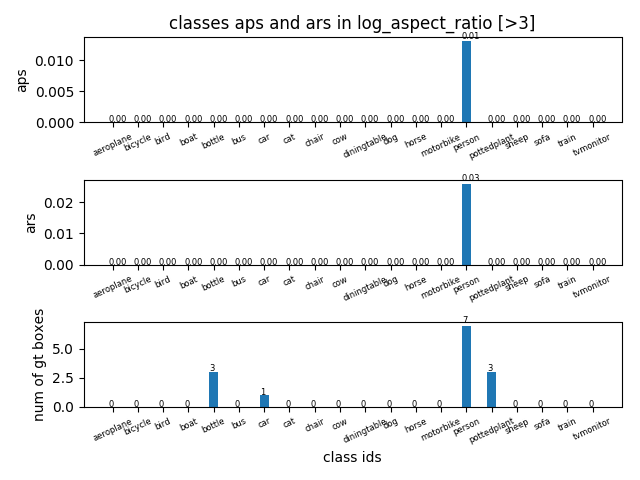 classes aps and ars in log_aspect_ratio [>3]
aps
0.010
0.005
0.000
0.00 0.00 0.00 0.00 0.00 0.00 0.00 0.00 0.00 0.00 0.00 0.00 0.00 0.00 0.01 0.00 0.00 0.00 0.00 0.00
aeroplane bicycle bird boat bottle bus car cat chair cow diningtable dog horse motorbike person pottedplant sheep sofa train tvmonitor
ars
0.02
0.01
0.00
0.00 0.00 0.00 0.00 0.00 0.00 0.00 0.00 0.00 0.00 0.00 0.00 0.00 0.00 0.03 0.00 0.00 0.00 0.00 0.00
aeroplane bicycle bird boat bottle bus car cat chair cow diningtable dog horse motorbike person pottedplant sheep sofa train tvmonitor
num of gt boxes
5.0
2.5
0.0
0 0 0 0 3 0 1 0 0 0 0 0 0 0 7 3 0 0 0 0
aeroplane bicycle bird boat bottle bus car cat chair cow diningtable dog horse motorbike person pottedplant sheep sofa train tvmonitor
class ids